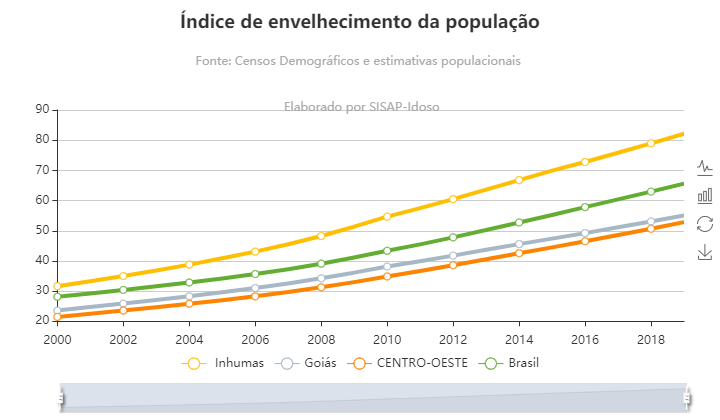 Índice de envelhecimento da população
Fonte: Censos Demográficos e estimativas populacionais
Elaborado por SISAP-Idoso
90
80
70
60
50
40
30
20
2000 2002 2004 2006 2008 2010 2012 2014 2016 2018
Inhumas Goiás CENTRO-OESTE Brasil